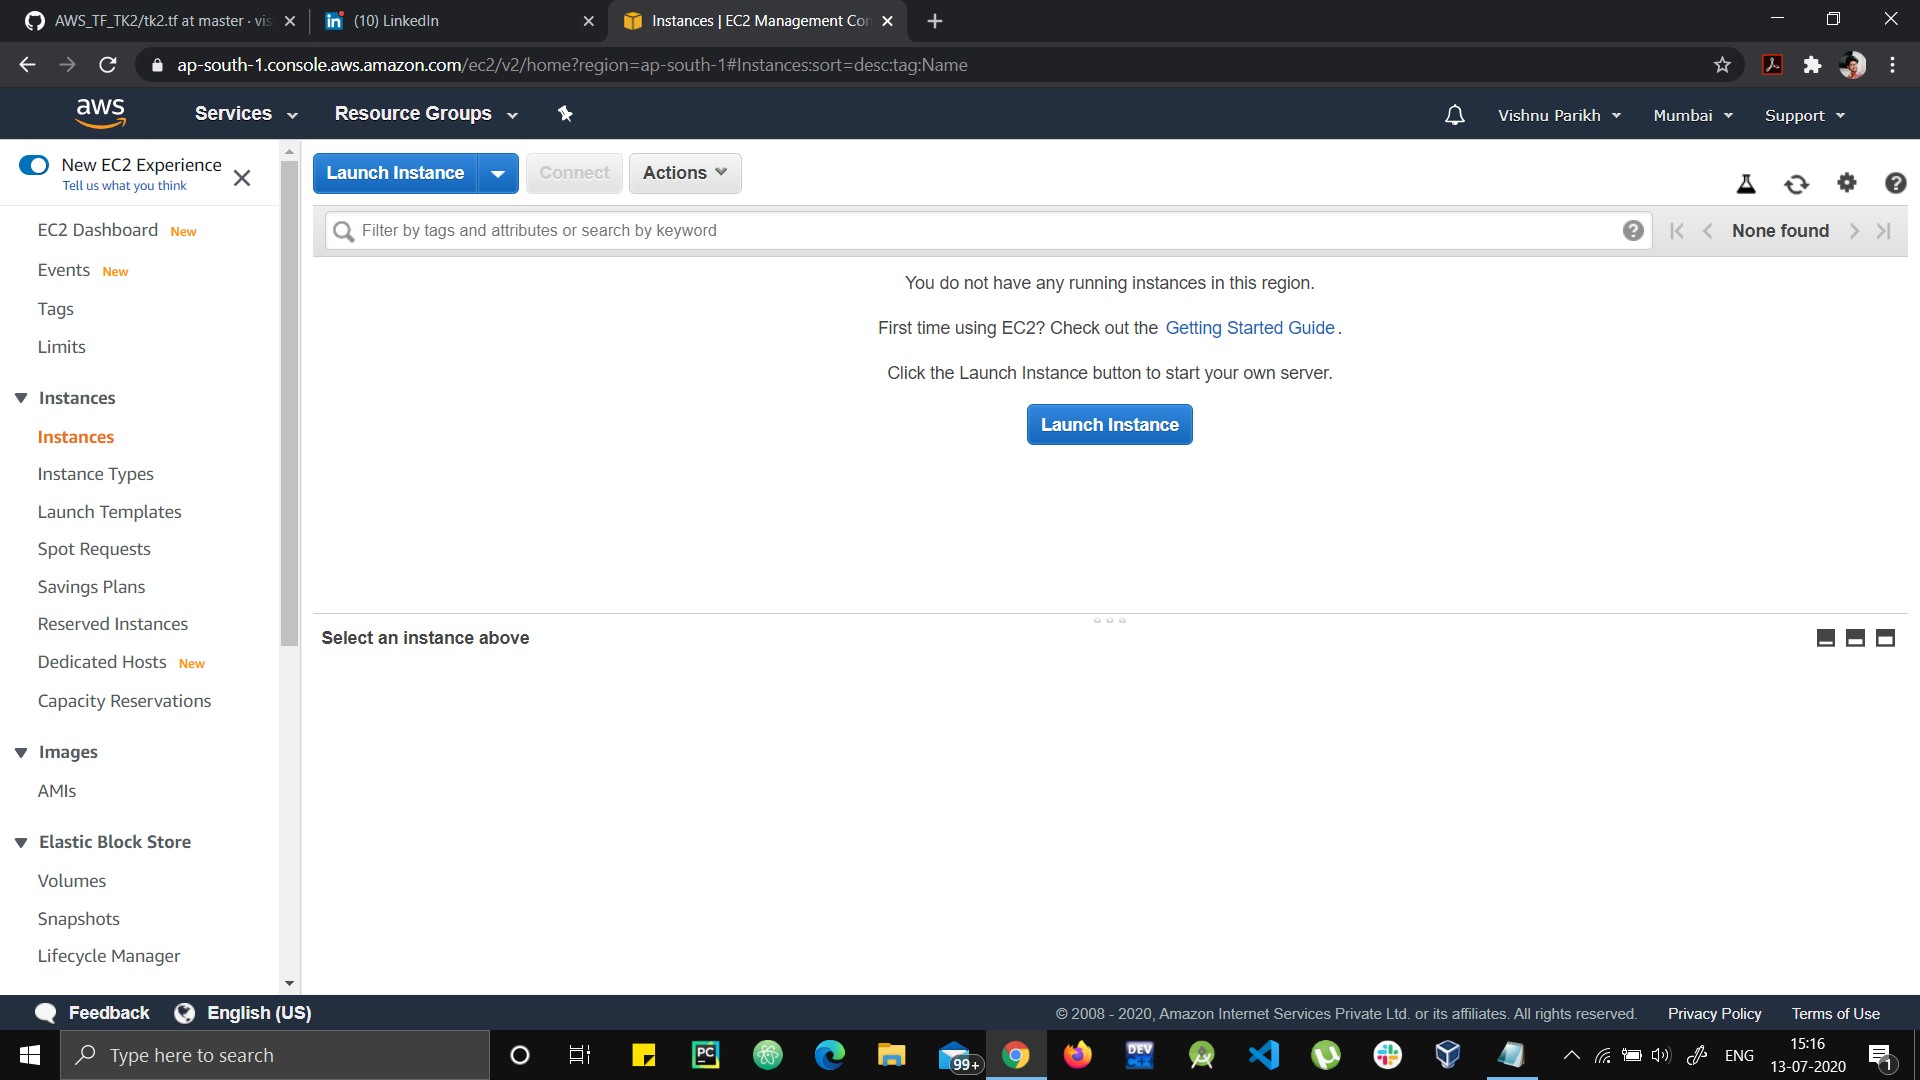 AWS_TF_TK2/tk2.tf at master · vis
(10) LinkedIn
Instances | EC2 Management Con
ap-south-1.console.aws.amazon.com/ec2/v2/home?region=ap-south-1#Instances:sort=desc:tag:Name
aws
Services
Resource Groups
Vishnu Parikh
Mumbai
Support
New EC2 Experience
Tell us what you think
EC2 Dashboard New
Events New
Tags
Limits
Instances
Instances
Instance Types
Launch Templates
Spot Requests
Savings Plans
Reserved Instances
Dedicated Hosts New
Capacity Reservations
Images
AMIs
Elastic Block Store
Volumes
Snapshots
Lifecycle Manager
Launch Instance
Connect
Actions
Filter by tags and attributes or search by keyword
None found
You do not have any running instances in this region.
First time using EC2? Check out the Getting Started Guide.
Click the Launch Instance button to start your own server.
Launch Instance
Select an instance above
Feedback
English (US)
© 2008 - 2020, Amazon Internet Services Private Ltd. or its affiliates. All rights reserved.
Privacy Policy
Terms of Use
Type here to search
PC
99+
DEV
C++
ENG
15:16
13-07-2020
1